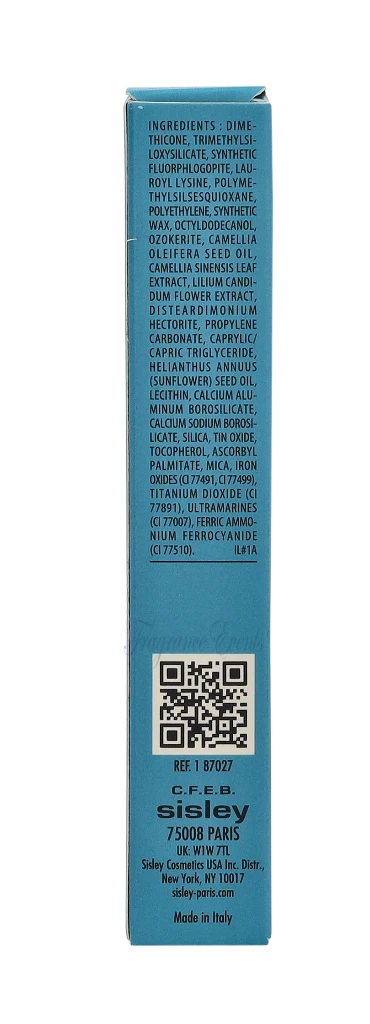 INGREDIENTS : DIME-
THICONE, TRIMETHYLSI-
LOXYSILICATE, SYNTHETIC
FLUORPHLOGOPITE, LAU-
ROYL LYSINE, POLYME-
THYLSILSESQUIOXANE,
POLYETHYLENE, SYNTHETIC
WAX, OCTYLDODECANOL,
OZOKERITE, CAMELLIA
OLEIFERA SEED OIL,
CAMELLIA SINENSIS LEAF
EXTRACT, LILIUM CANDI-
DUM FLOWER EXTRACT,
DISTEARDIMONIUM
HECTORITE, PROPYLENE
CARBONATE, CAPRYLIC/
CAPRIC TRIGLYCERIDE,
HELIANTHUS ANNUUS
(SUNFLOWER) SEED OIL,
LECITHIN, CALCIUM ALU-
MINUM BOROSILICATE,
CALCIUM SODIUM BOROSI-
LICATE, SILICA, TIN OXIDE,
TOCOPHEROL, ASCORBYL
PALMITATE, MICA, IRON
OXIDES (CI 77491, CI 77499),
TITANIUM DIOXIDE (CI
77891), ULTRAMARINES
(CI 77007), FERRIC AMMO-
NIUM FERROCYANIDE
(CI 77510). IL#1A
Fragrance Events
REF. 1 87027
C.F.E.B.
sisley
75008 PARIS
UK: W1W 7TL
Sisley Cosmetics USA Inc. Distr.,
New York, NY 10017
sisley-paris.com
Made in Italy